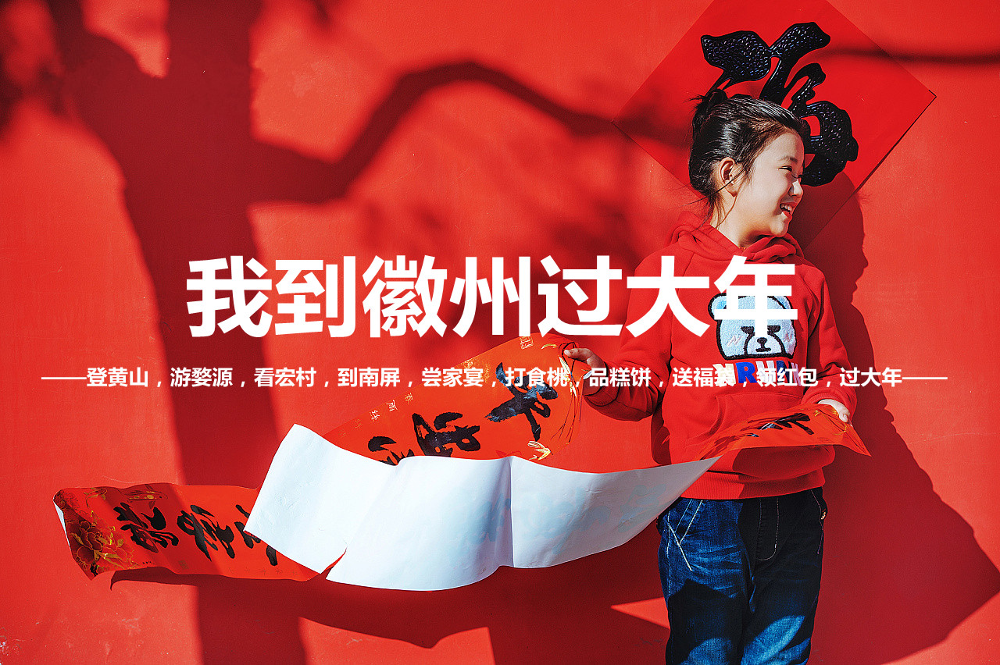 福
我到徽州过大年
——登黄山，游婺源，看宏村，到南屏，尝家宴，打食桃，品糕饼，送福袋，领红包，过大年——